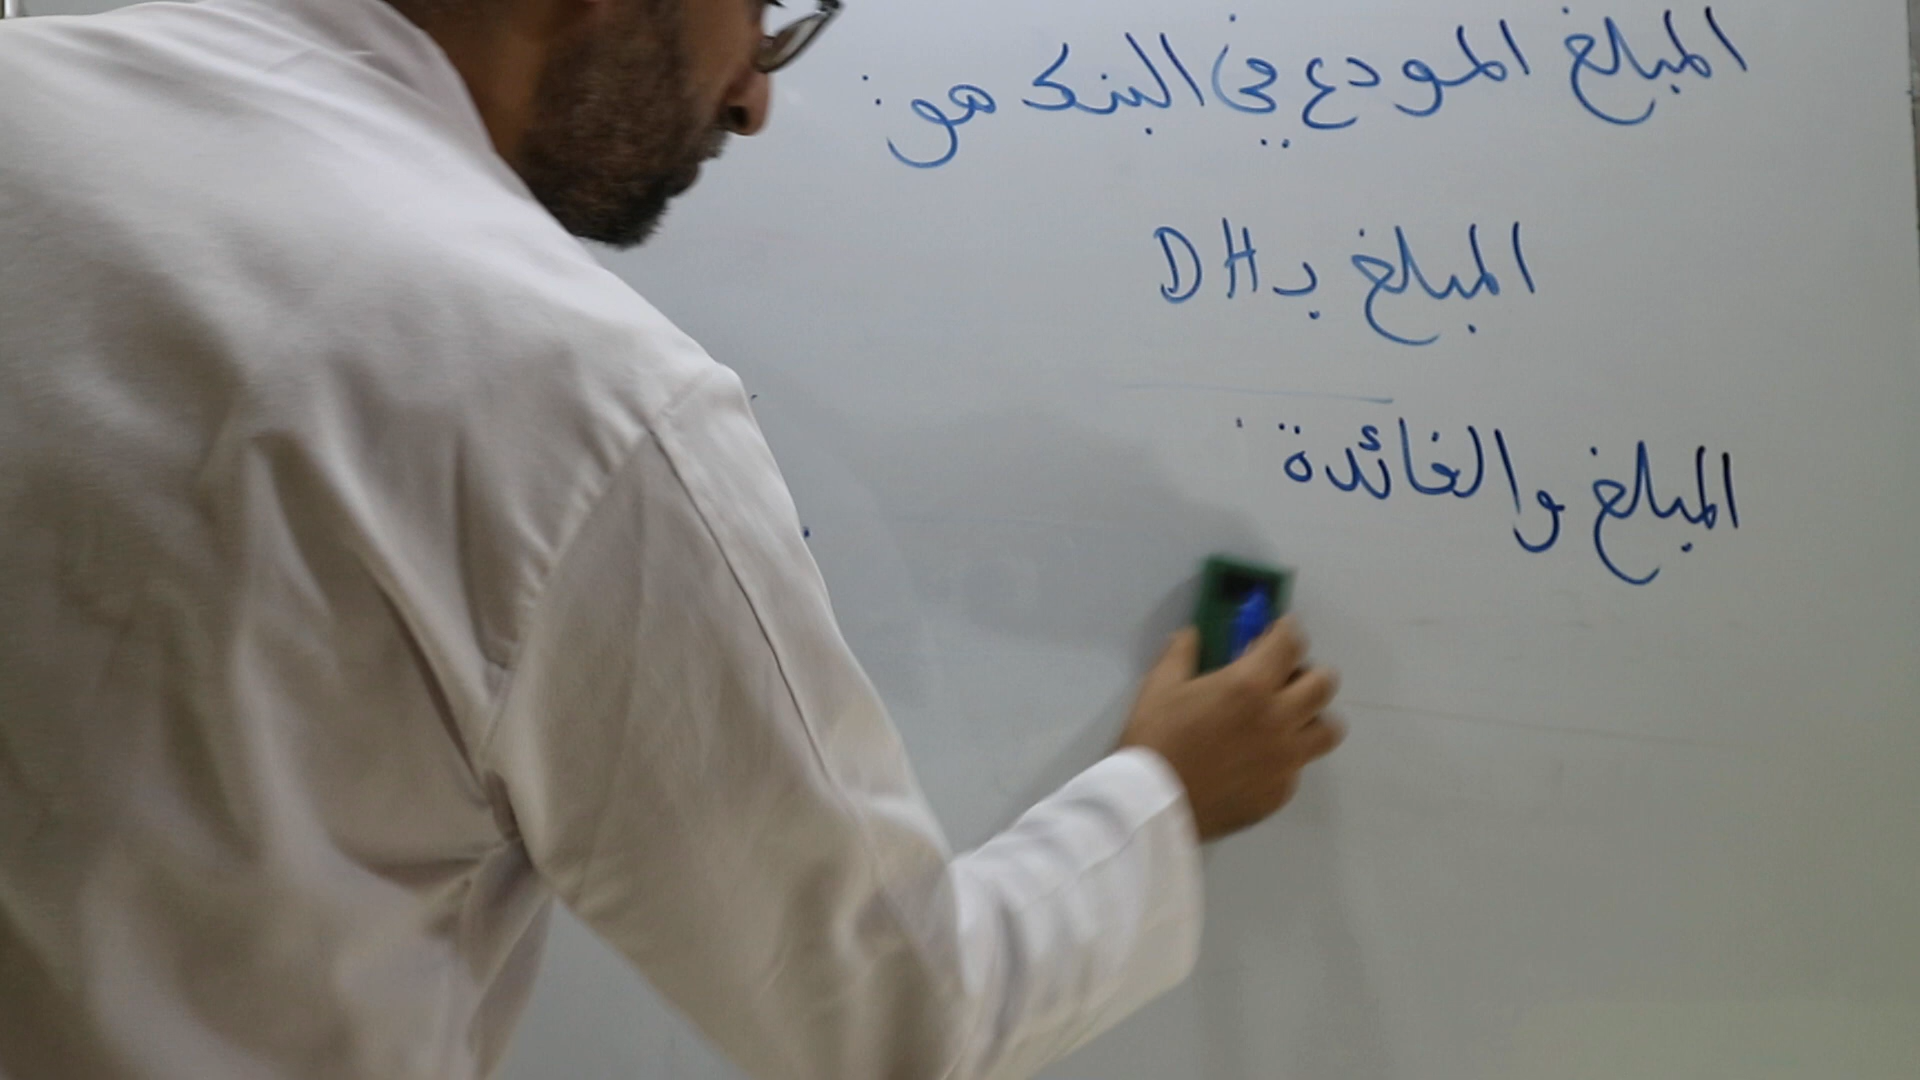 المبلغ المودع في البنك هو:
المبلغ بـ DH
المبلغ والفائدة